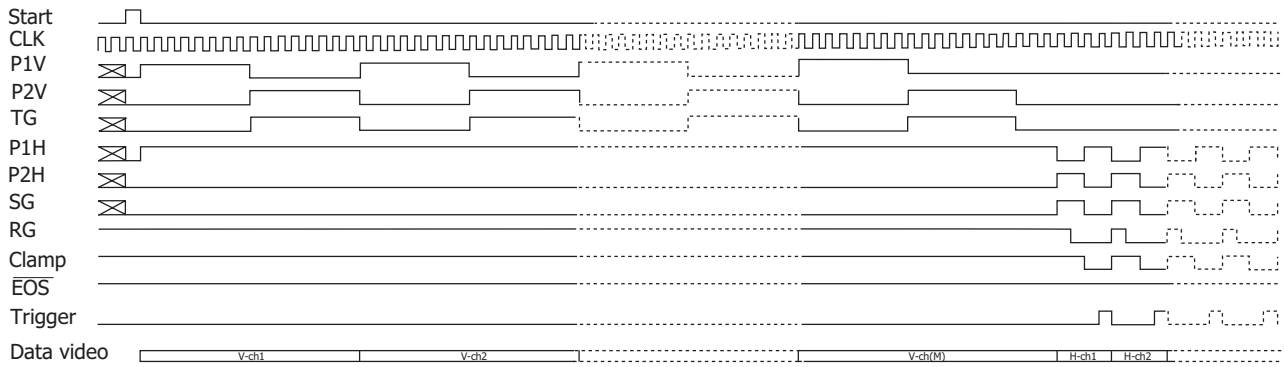 Start
CLK
P1V
P2V
TG
P1H
P2H
SG
RG
Clamp
EOS
Trigger
Data video V-ch1 V-ch2 V-ch(M) H-ch1 H-ch2